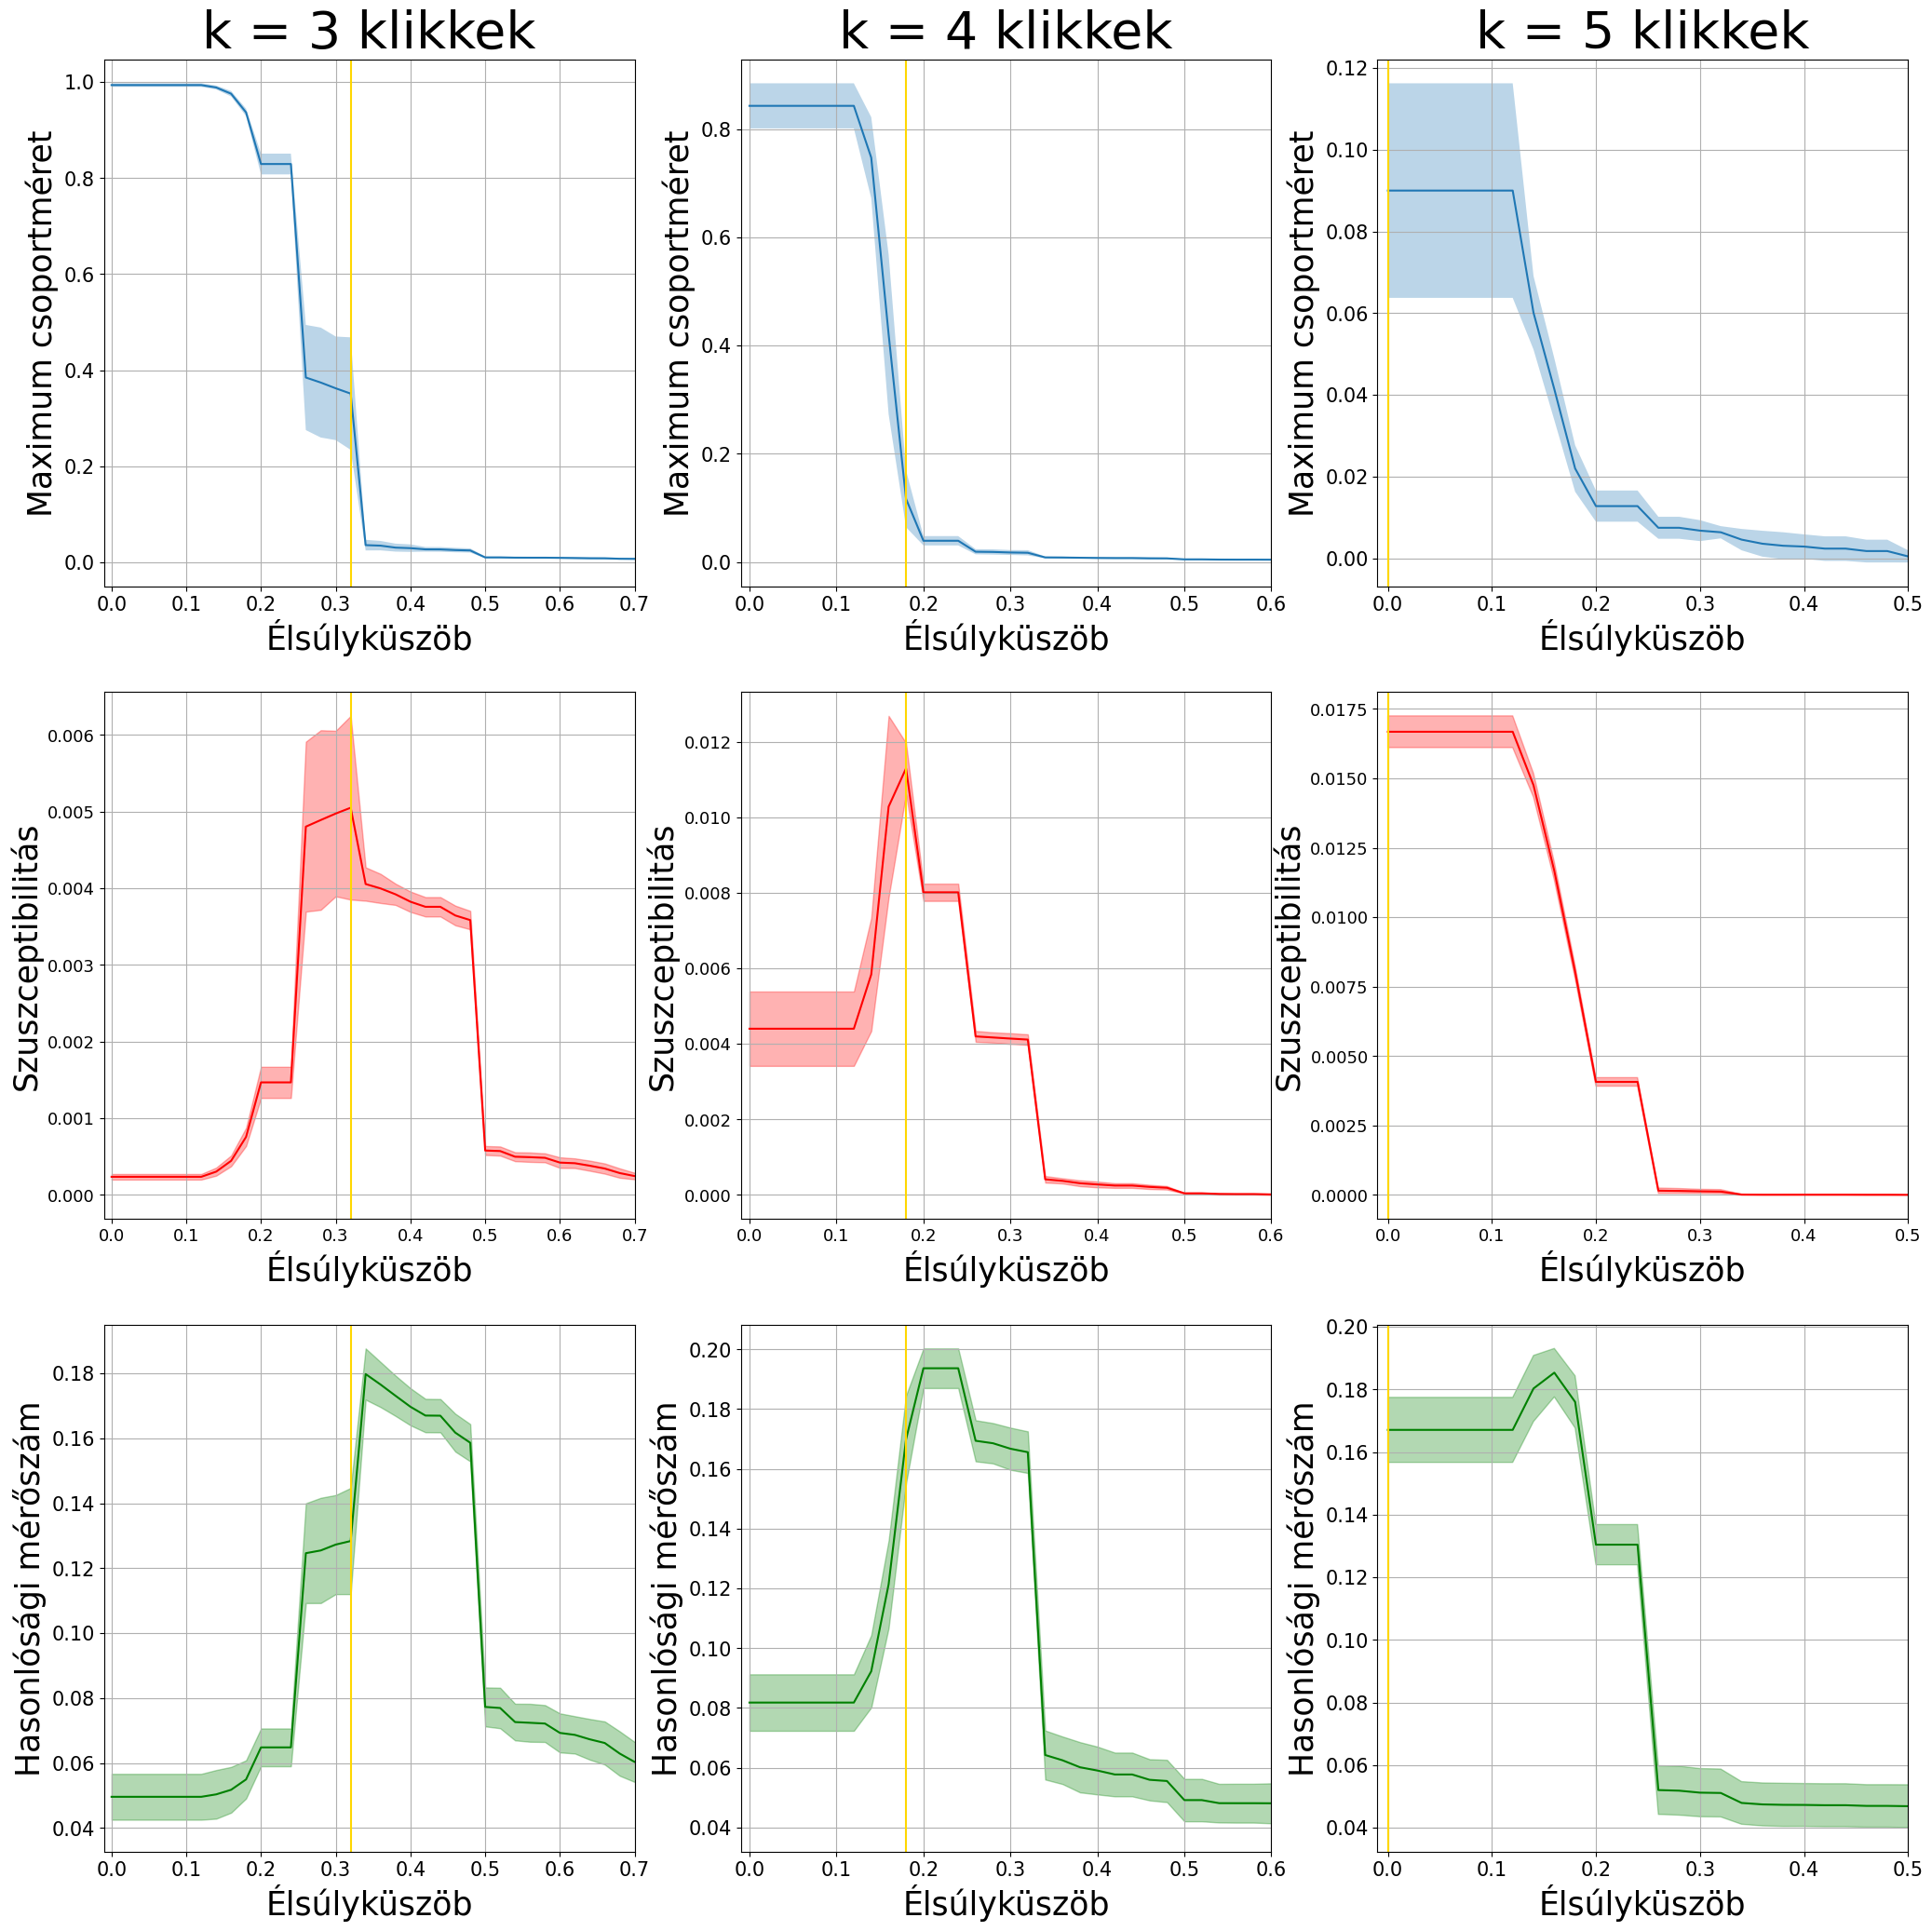 k = 3 klikkek
k = 4 klikkek
k = 5 klikkek
Maximum csoportméret
1.0
0.8
0.6
0.4
0.2
0.0
0.0 0.1 0.2 0.3 0.4 0.5 0.6 0.7
Élsúlyküszöb
Maximum csoportméret
0.8
0.6
0.4
0.2
0.0
0.0 0.1 0.2 0.3 0.4 0.5 0.6
Élsúlyküszöb
Maximum csoportméret
0.12
0.10
0.08
0.06
0.04
0.02
0.00
0.0 0.1 0.2 0.3 0.4 0.5
Élsúlyküszöb
Szuszceptibilitás
0.006
0.005
0.004
0.003
0.002
0.001
0.000
0.0 0.1 0.2 0.3 0.4 0.5 0.6 0.7
Élsúlyküszöb
Szuszceptibilitás
0.012
0.010
0.008
0.006
0.004
0.002
0.000
0.0 0.1 0.2 0.3 0.4 0.5 0.6
Élsúlyküszöb
Szuszceptibilitás
0.0175
0.0150
0.0125
0.0100
0.0075
0.0050
0.0025
0.0000
0.0 0.1 0.2 0.3 0.4 0.5
Élsúlyküszöb
Hasonlósági mérőszám
0.18
0.16
0.14
0.12
0.10
0.08
0.06
0.04
0.0 0.1 0.2 0.3 0.4 0.5 0.6 0.7
Élsúlyküszöb
Hasonlósági mérőszám
0.20
0.18
0.16
0.14
0.12
0.10
0.08
0.06
0.04
0.0 0.1 0.2 0.3 0.4 0.5 0.6
Élsúlyküszöb
Hasonlósági mérőszám
0.20
0.18
0.16
0.14
0.12
0.10
0.08
0.06
0.04
0.0 0.1 0.2 0.3 0.4 0.5
Élsúlyküszöb